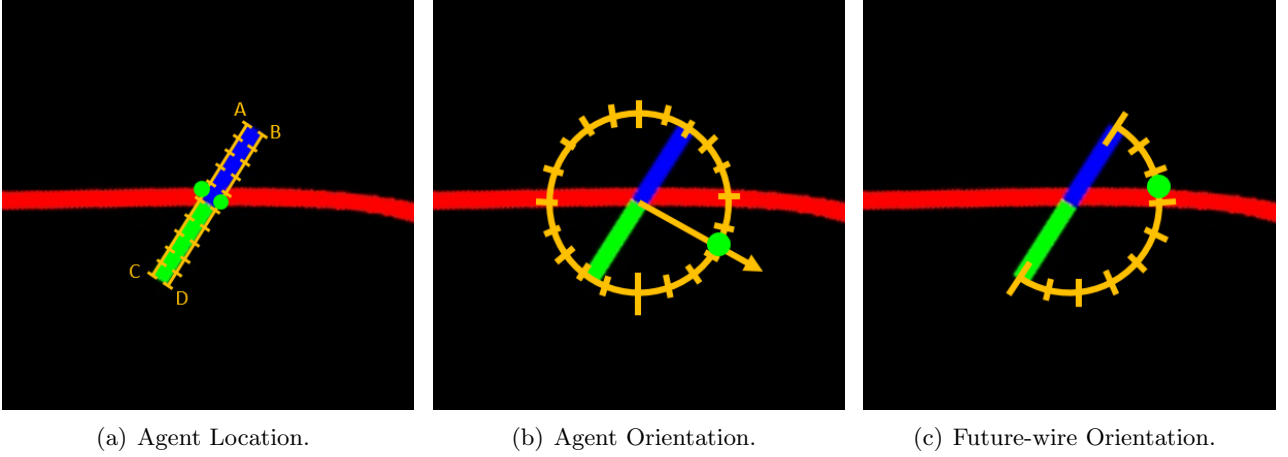 A
B
C
D
(a) Agent Location.
(b) Agent Orientation.
(c) Future-wire Orientation.